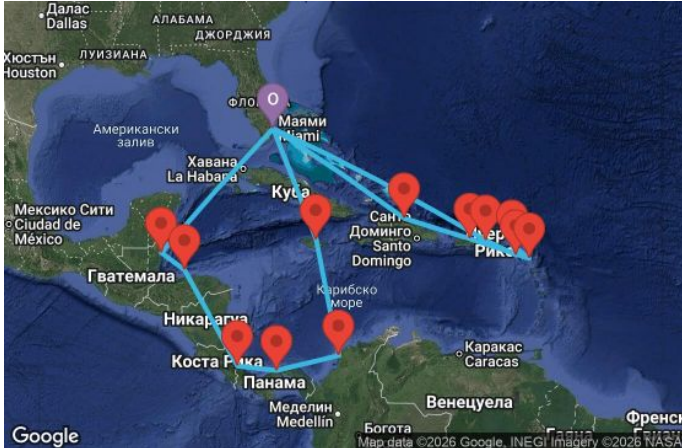 Далас
Dallas
АЛАБАМА
ДЖОРДЖИЯ
ЛУИЗИАНА
Хюстън
Houston
Американски
залив
Маями
Miami
Хавана
La Habana
Куба
Мексико Сити
Ciudad de
México
Санто
Доминго
Santo
Domingo
Гватемала
Карибско
море
Никарагуа
Коста Рика
Панама
Каракас
Caracas
Меделин
Medellín
Венецуела
Богота
Google
Map data ©2026 Google, INEGI Imagery ©2026 NASA